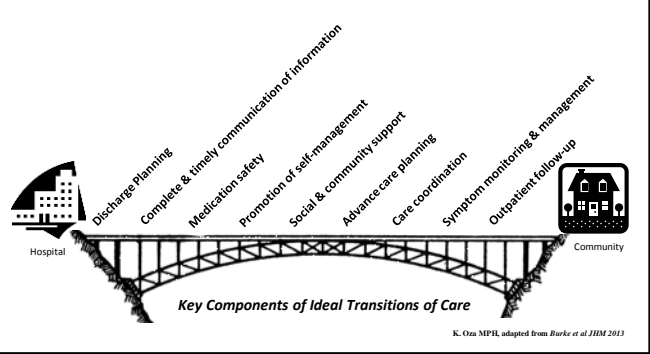 Discharge Planning
Complete & timely communication of information
Medication safety
Promotion of self-management
Social & community support
Advance care planning
Care coordination
Symptom monitoring & management
Outpatient follow-up
Hospital
Community
Key Components of Ideal Transitions of Care
K. Oza MPH, adapted from Burke et al JHM 2013